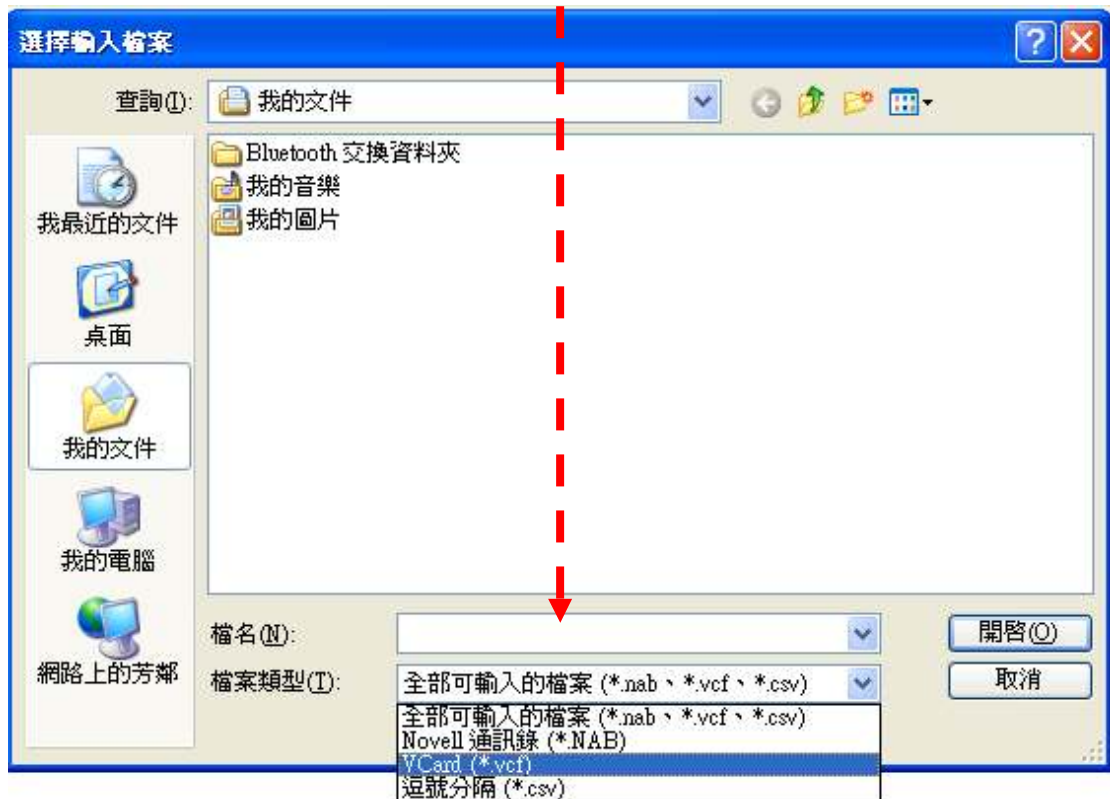 選擇輸入檔案
查詢(I):
我的文件
Bluetooth 交換資料夾
我的音樂
我的圖片
我最近的文件
桌面
我的文件
我的電腦
網路上的芳鄰
檔名(N):
開啓(O)
檔案類型(T):
全部可輸入的檔案 (*.nab、*.vcf、*.csv)
取消
全部可輸入的檔案 (*.nab、*.vcf、*.csv)
Novell 通訊錄 (*.NAB)
VCard (*.vcf)
逗號分隔 (*.csv)